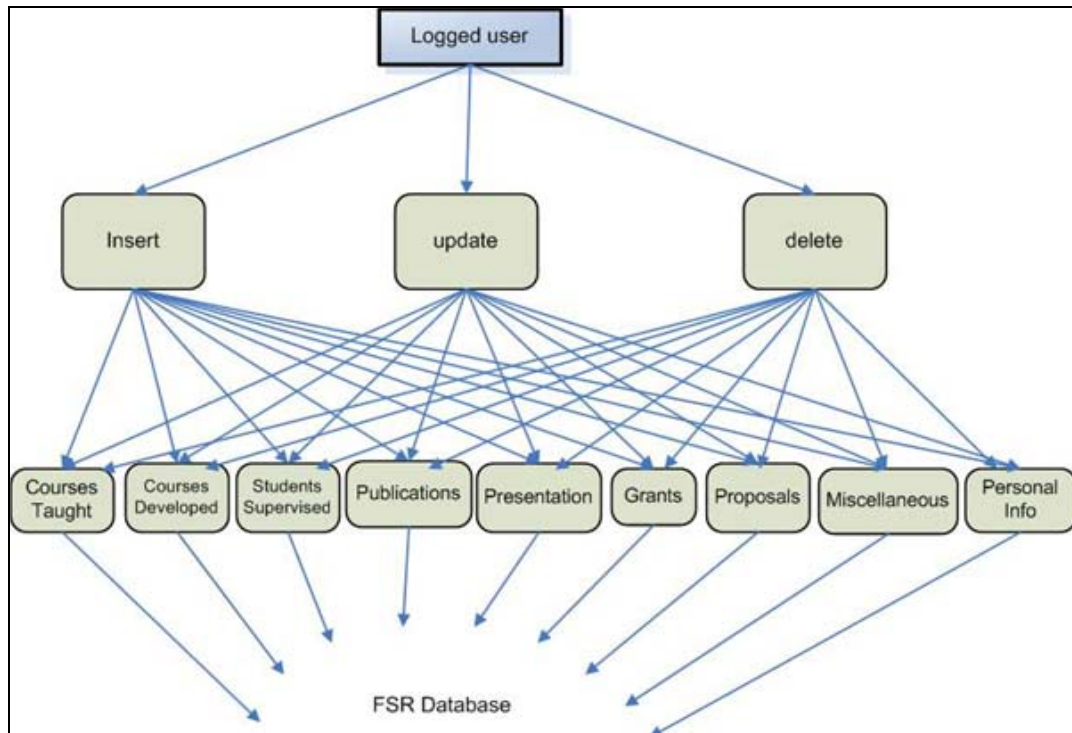 Logged user
Insert
update
delete
Courses
Taught
Courses
Developed
Students
Supervised
Publications
Presentation
Grants
Proposals
Miscellaneous
Personal
Info
FSR Database